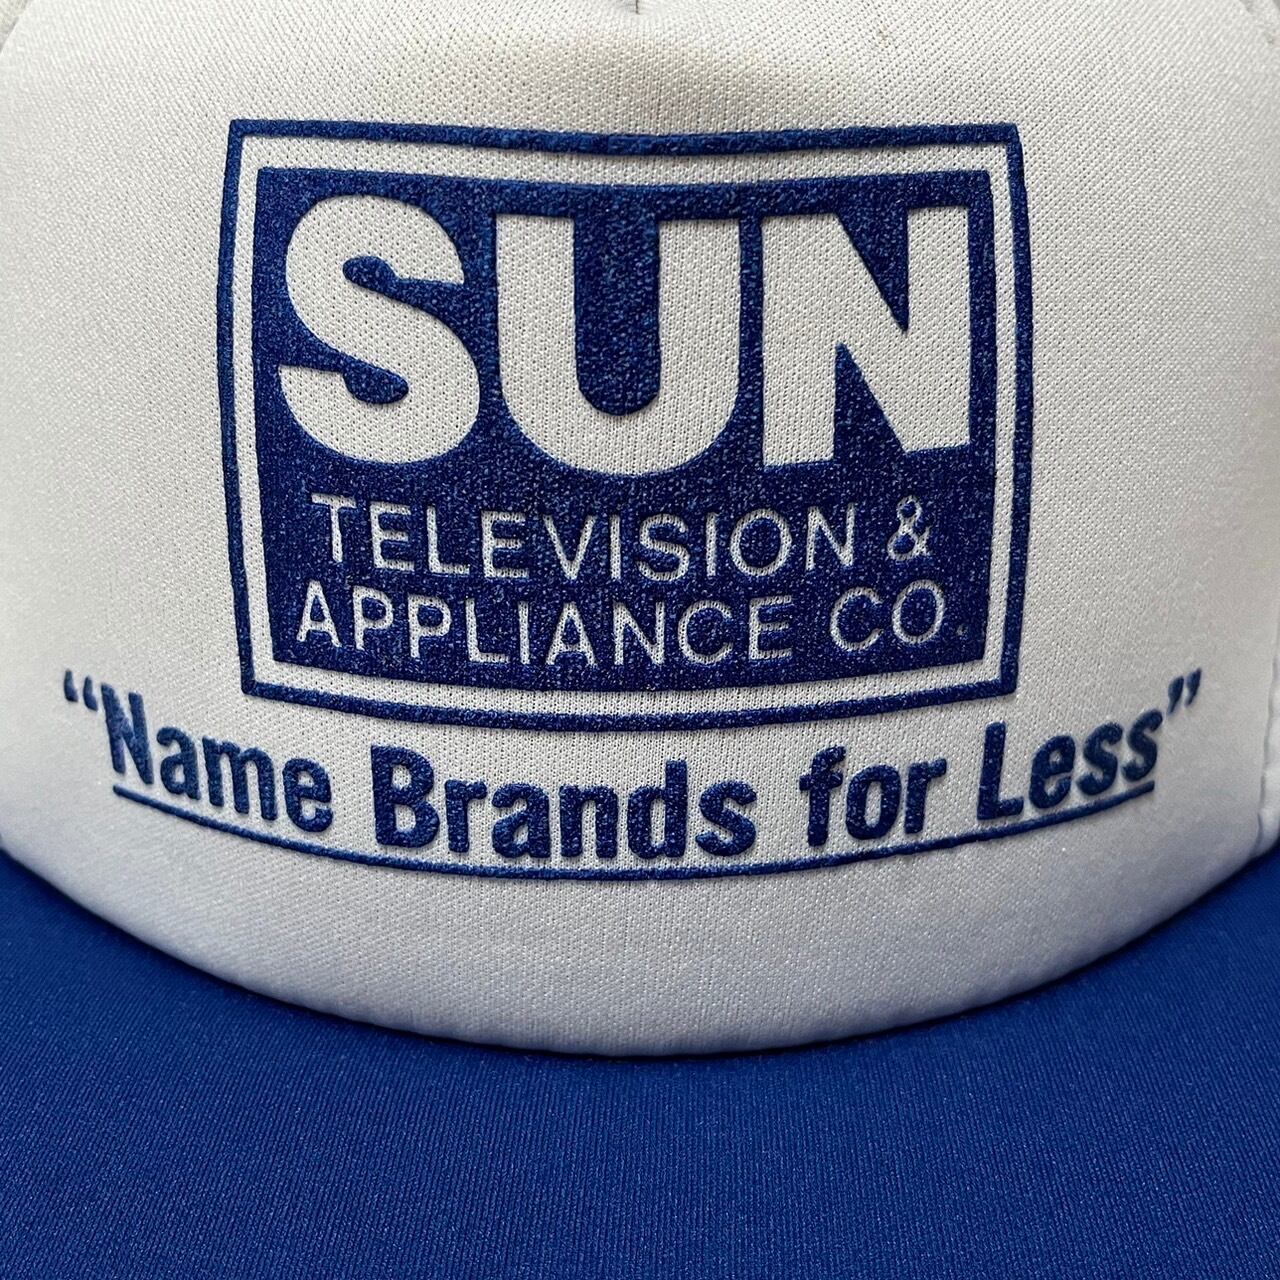 SUN
TELEVISION &
APPLIANCE CO.
“Name Brands for Less”